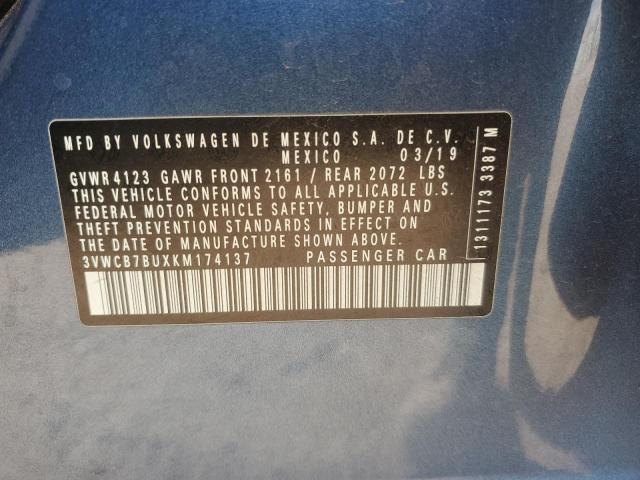 MFD BY VOLKSWAGEN DE MEXICO S.A. DE C.V.
MEXICO 03/19
GVWR 4123 GAWR FRONT 2161 / REAR 2072 LBS
THIS VEHICLE CONFORMS TO ALL APPLICABLE U.S.
FEDERAL MOTOR VEHICLE SAFETY, BUMPER AND
THEFT PREVENTION STANDARDS IN EFFECT ON
THE DATE OF MANUFACTURE SHOWN ABOVE.
3VWCB7BUXKM174137 PASSENGER CAR
1311173 3387 M